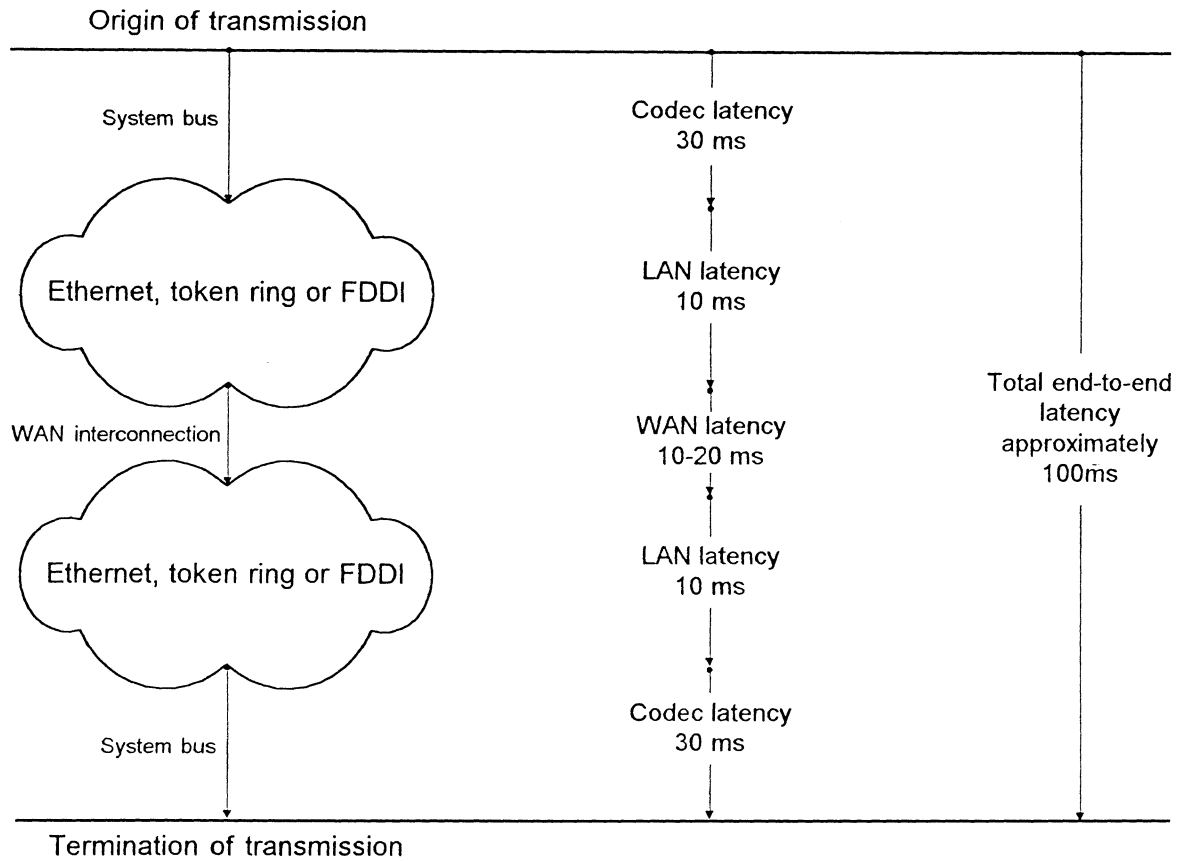 Origin of transmission
System bus
Ethernet, token ring or FDDI
WAN interconnection
Ethernet, token ring or FDDI
System bus
Codec latency
30 ms
LAN latency
10 ms
WAN latency
10-20 ms
LAN latency
10 ms
Codec latency
30 ms
Total end-to-end
latency
approximately
100ms
Termination of transmission